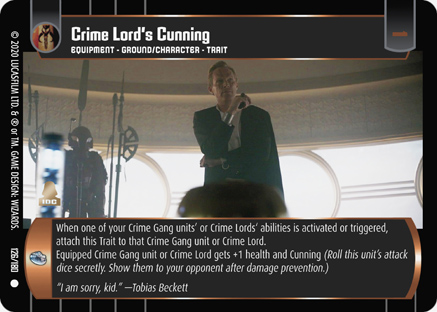 Crime Lord's Cunning
EQUIPMENT - GROUND/CHARACTER - TRAIT
© 2020 LUCASFILM LTD. & ® or TM. GAME DESIGN: WIZARDS.
IDC
When one of your Crime Gang units' or Crime Lords' abilities is activated or triggered,
attach this Trait to that Crime Gang unit or Crime Lord.
Equipped Crime Gang unit or Crime Lord gets +1 health and Cunning (Roll this unit's attack
dice secretly. Show them to your opponent after damage prevention.)
"I am sorry, kid." —Tobias Beckett